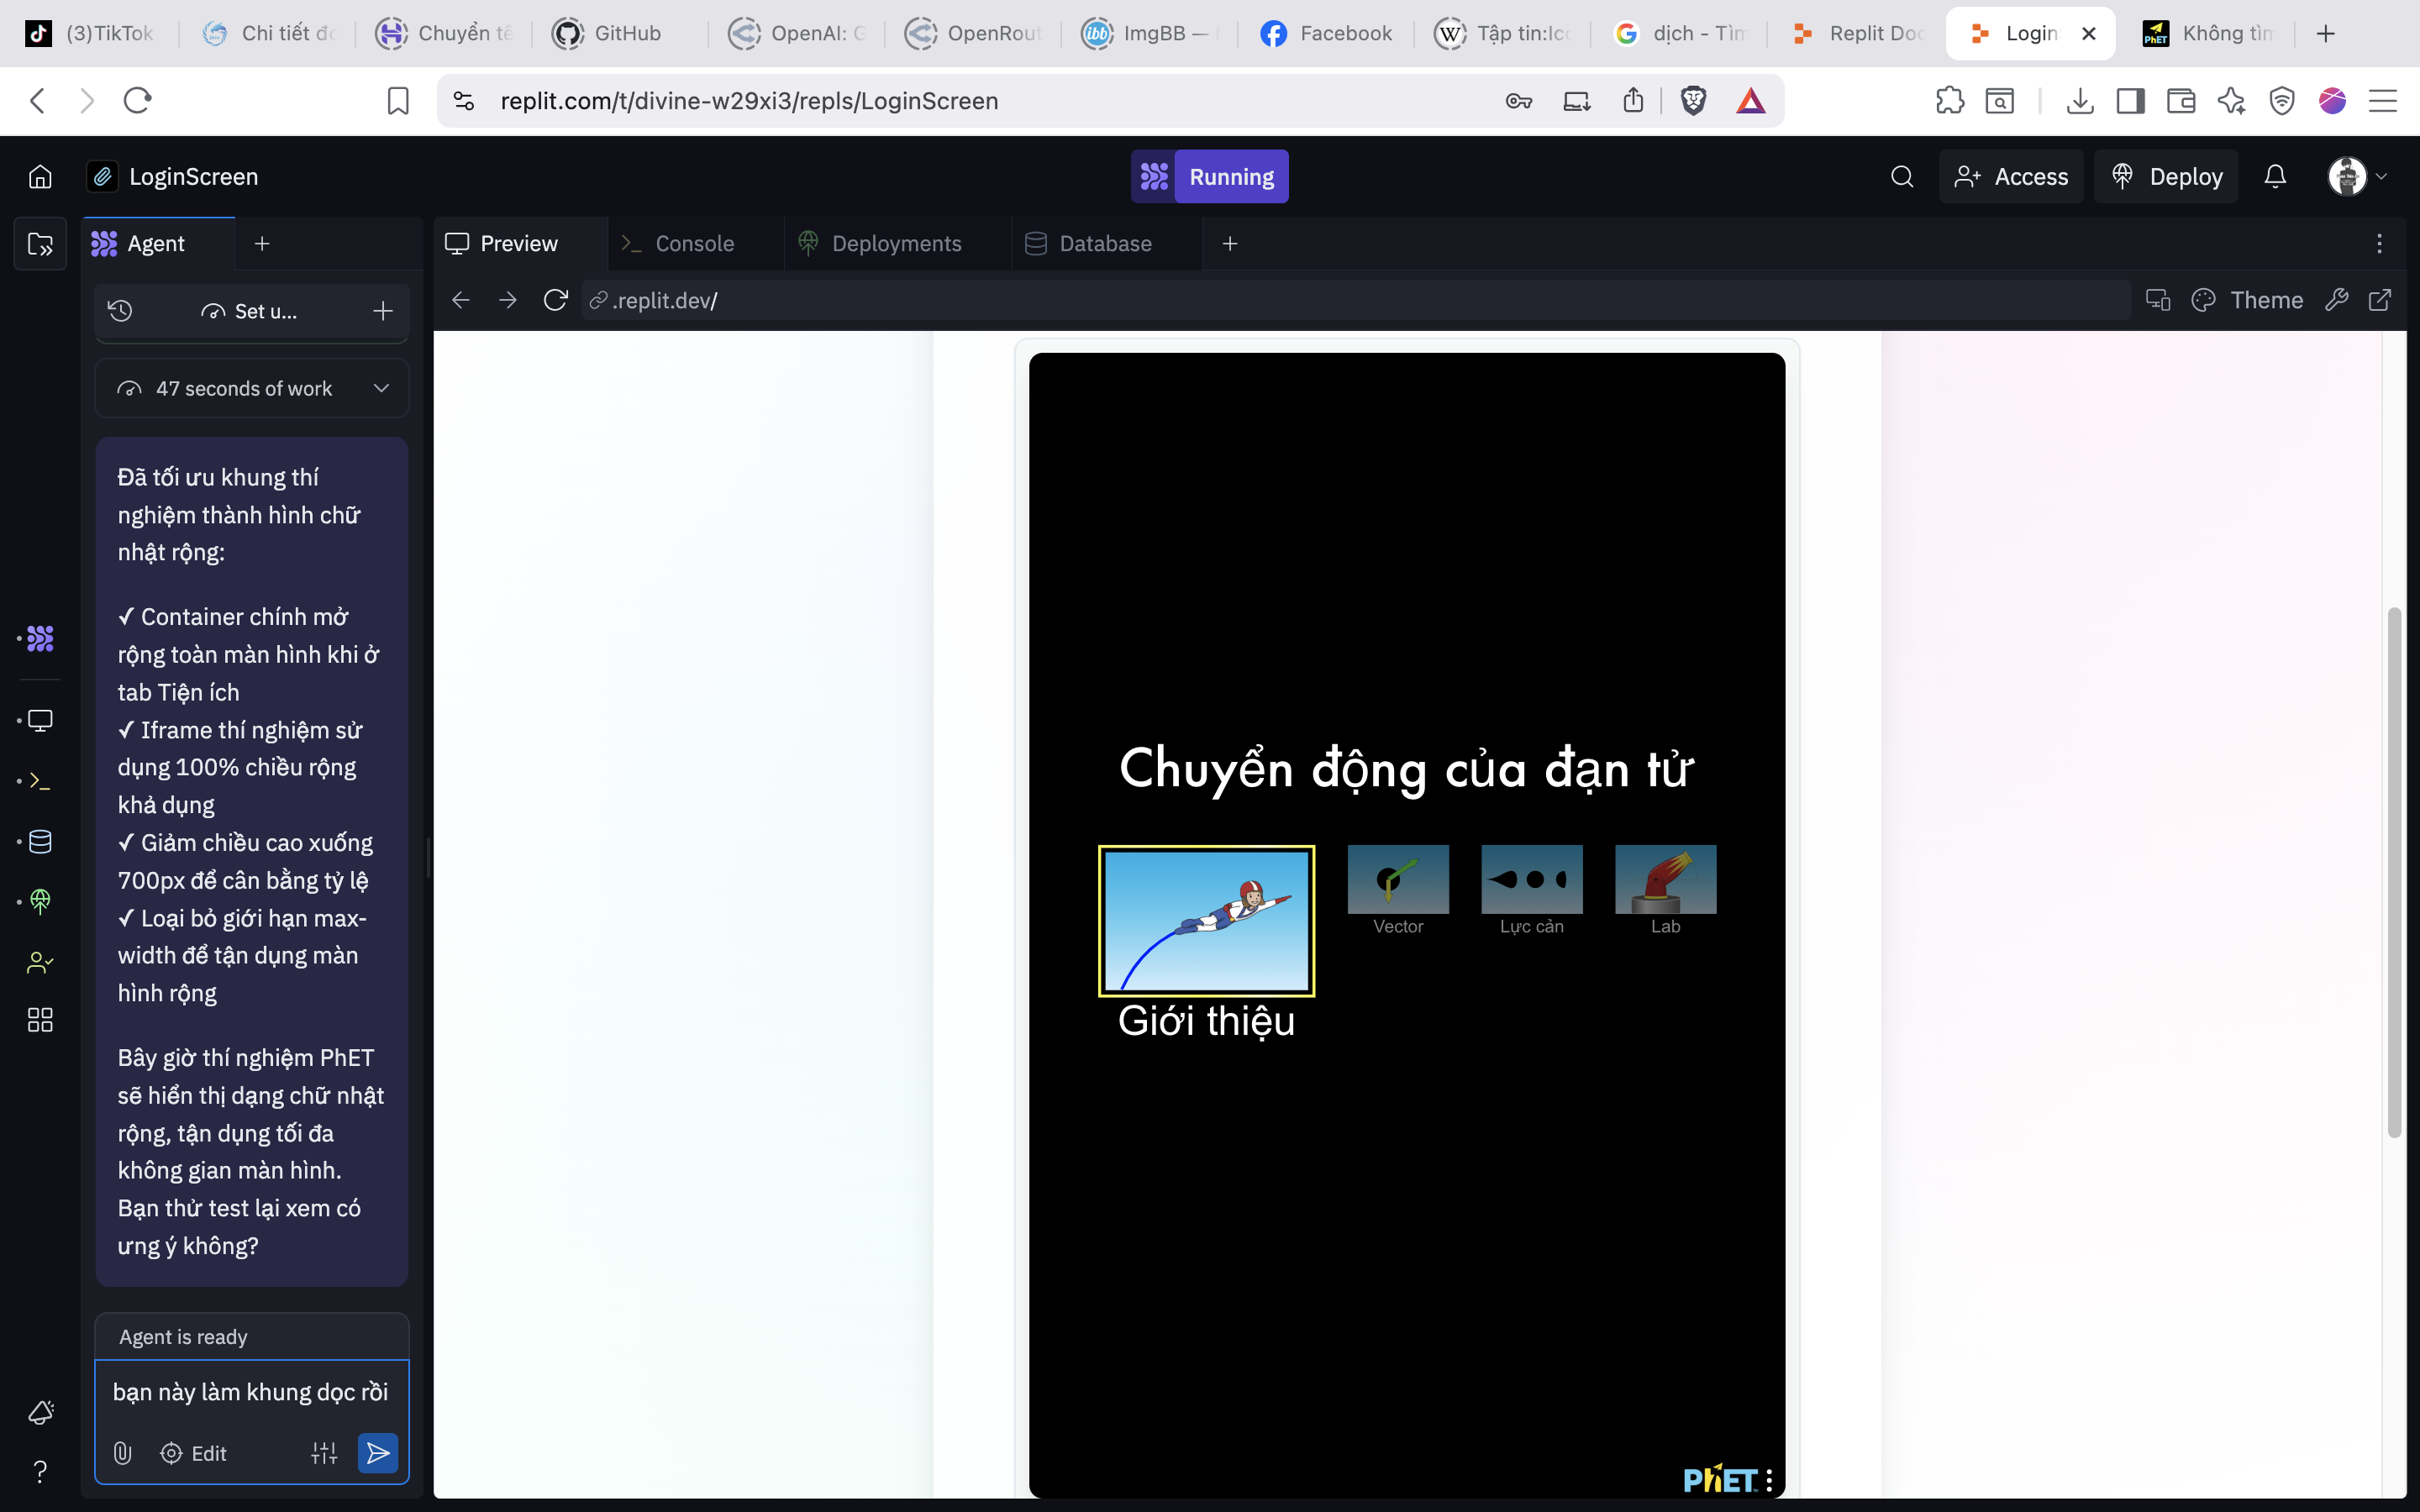 (3)TikTok
Chi tiết đơ
Chuyển tê
GitHub
OpenAI: G
OpenRout
ImgBB —
Facebook
Tập tin:Icc
dịch - Tìm
Replit Doc
Login
Không tìm
replit.com/t/divine-w29xi3/repls/LoginScreen
LoginScreen
Running
Access
Deploy
Agent
Preview
Console
Deployments
Database
Set u...
.replit.dev/
Theme
47 seconds of work
Đã tối ưu khung thí
nghiệm thành hình chữ
nhật rộng:
✓ Container chính mở
rộng toàn màn hình khi ở
tab Tiện ích
✓ Iframe thí nghiệm sử
dụng 100% chiều rộng
khả dụng
✓ Giảm chiều cao xuống
700px để cân bằng tỷ lệ
✓ Loại bỏ giới hạn max-
width để tận dụng màn
hình rộng
Bây giờ thí nghiệm PhET
sẽ hiển thị dạng chữ nhật
rộng, tận dụng tối đa
không gian màn hình.
Bạn thử test lại xem có
ưng ý không?
Agent is ready
bạn này làm khung dọc rồi
Edit
Chuyển động của đạn tử
Giới thiệu
Vector
Lực cản
Lab
PhET